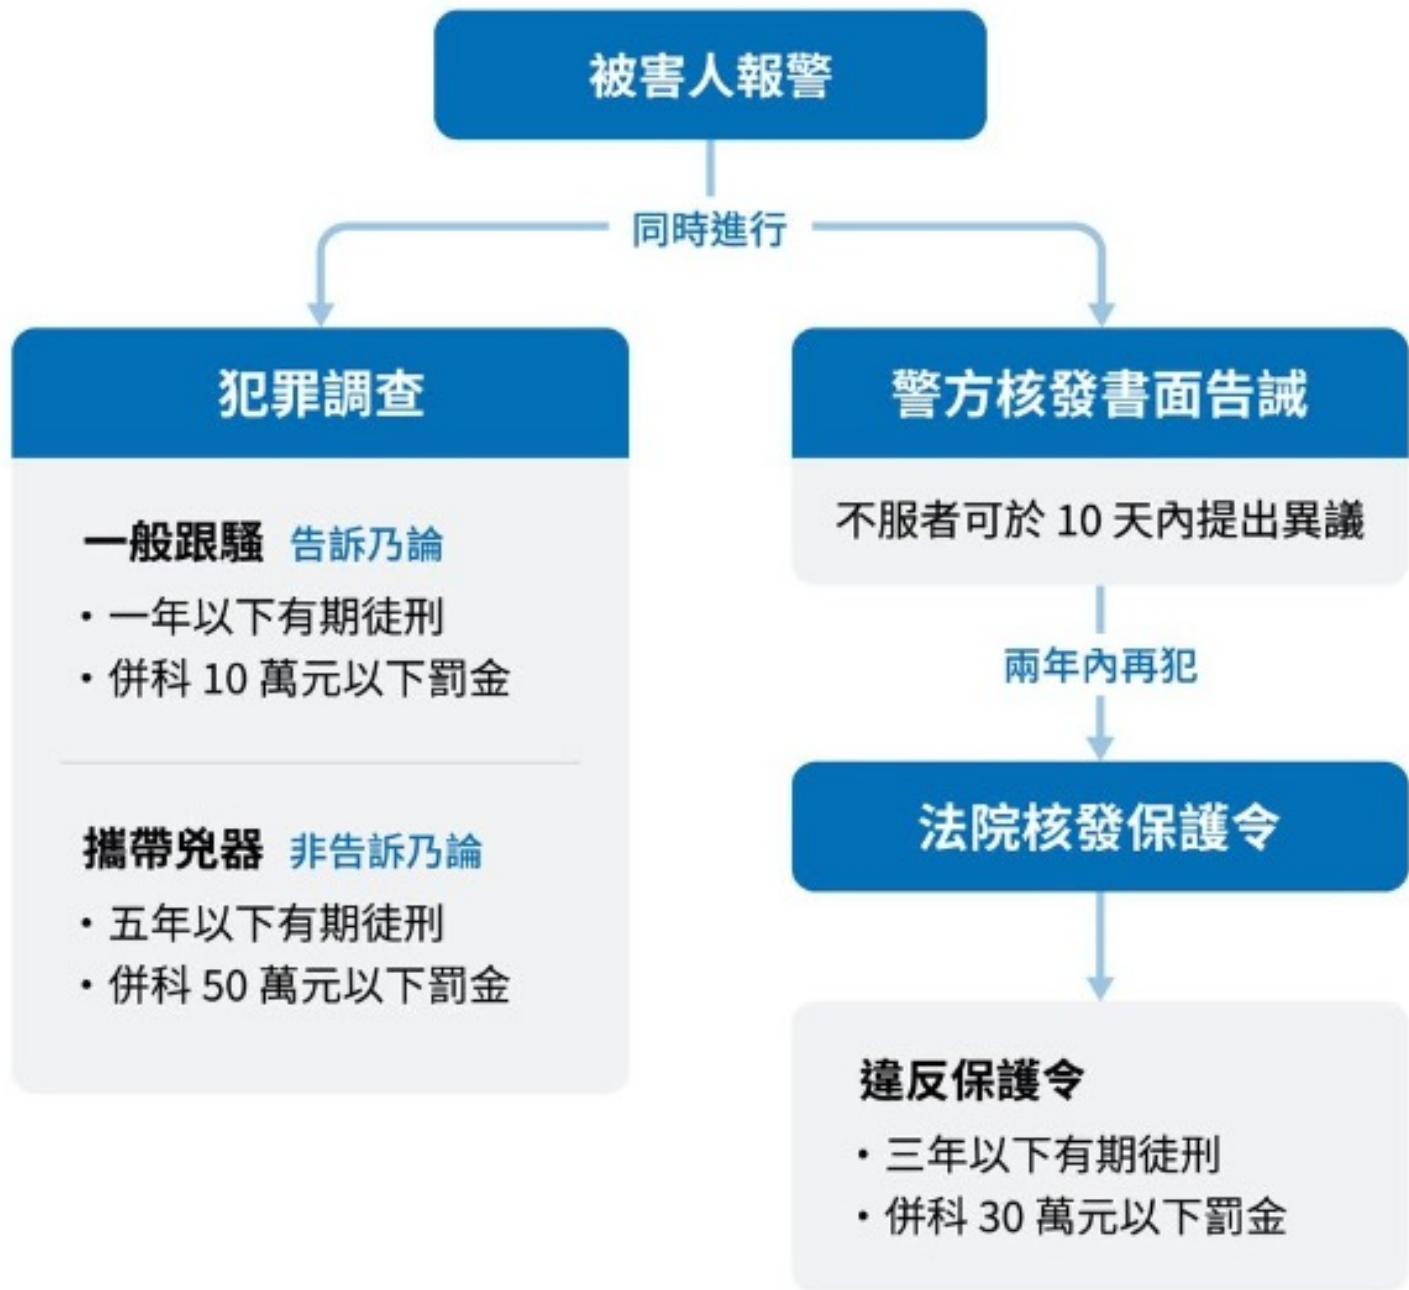 被害人報警
同時進行
犯罪調查
一般跟騷 告訴乃論
・一年以下有期徒刑
・併科 10 萬元以下罰金
攜帶兇器 非告訴乃論
・五年以下有期徒刑
・併科 50 萬元以下罰金
警方核發書面告誡
不服者可於 10 天內提出異議
兩年內再犯
法院核發保護令
違反保護令
・三年以下有期徒刑
・併科 30 萬元以下罰金